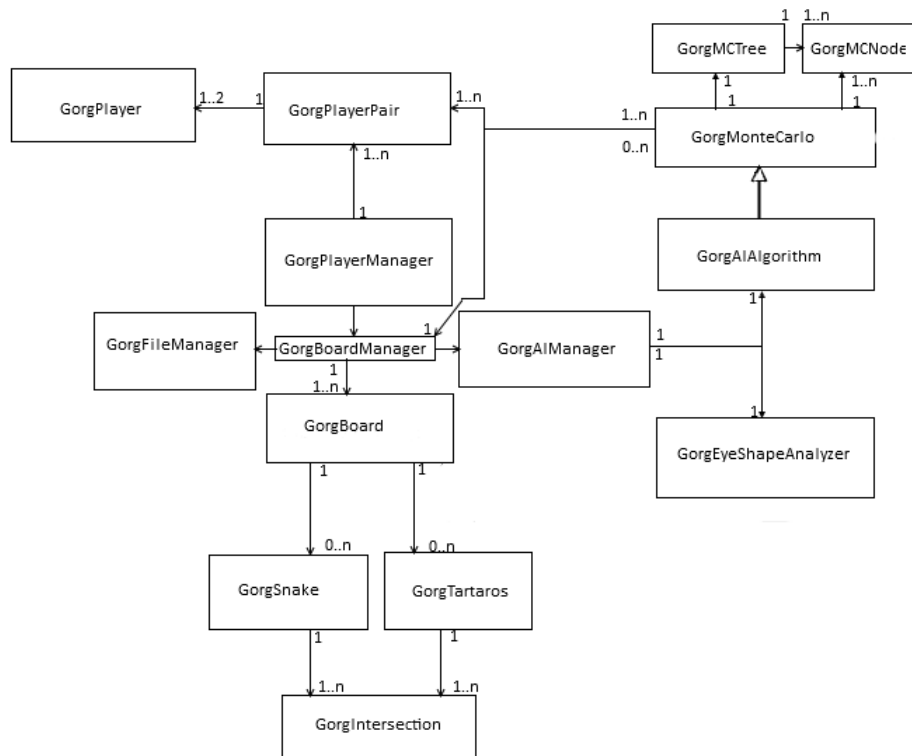 1 1..n
GorgMCTree GorgMCNode
1 1..n
1 1
GorgPlayer 1..2 1 GorgPlayerPair 1..n
1..n GorgMonteCarlo
0..n
1..n
1
GorgPlayerManager GorgAIAlgorithm
1
GorgFileManager GorgBoardManager 1 GorgAIManager 1
1
1
1..n
GorgBoard 1
GorgEyeShapeAnalyzer
1 1
0..n 0..n
GorgSnake GorgTartaros
1 1
1..n 1..n
GorgIntersection